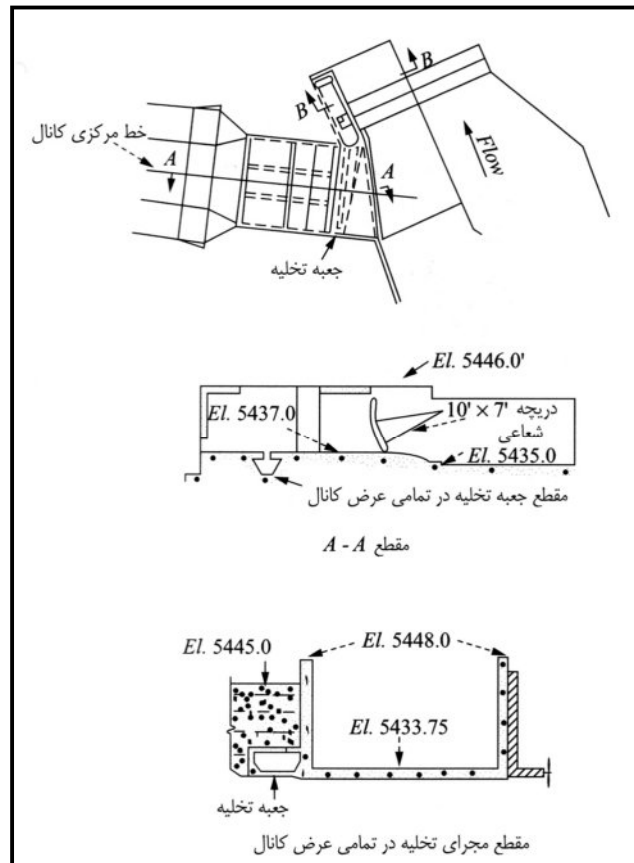 B
B
Flow
خط مرکزی کانال
A
A
جعبه تخلیه
El. 5446.0'
El. 5437.0
دریچه 10' × 7'
شعاعی
El. 5435.0
مقطع جعبه تخلیه در تمامی عرض کانال
مقطع A - A
El. 5445.0
El. 5448.0
El. 5433.75
جعبه تخلیه
مقطع مجرای تخلیه در تمامی عرض کانال